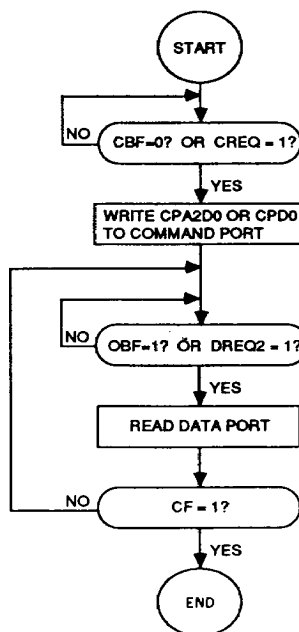 START
NO
CBF=0? OR CREQ = 1?
YES
WRITE CPA2D0 OR CPD0
TO COMMAND PORT
NO
OBF=1? OR DREQ2 = 1?
YES
READ DATA PORT
NO
CF = 1?
YES
END